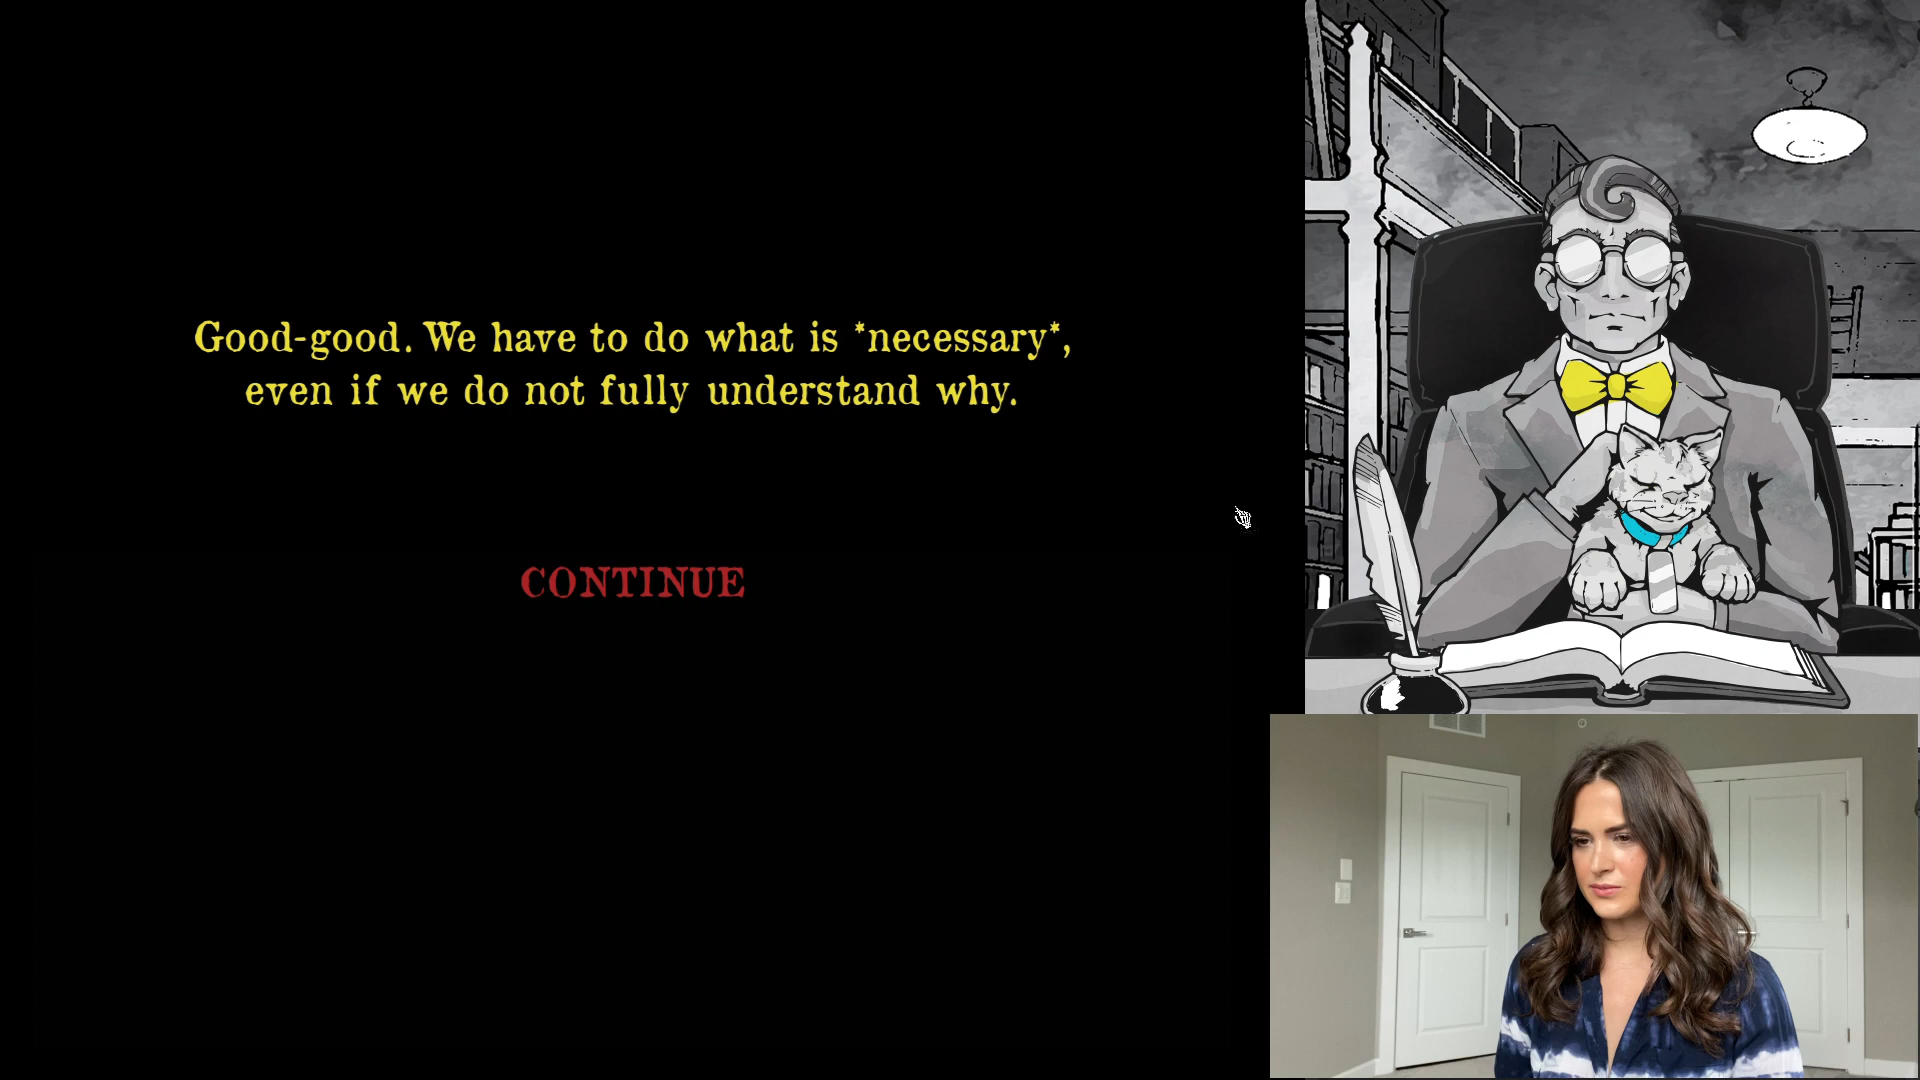 Good-good. We have to do what is *necessary*,
even if we do not fully understand why.
CONTINUE